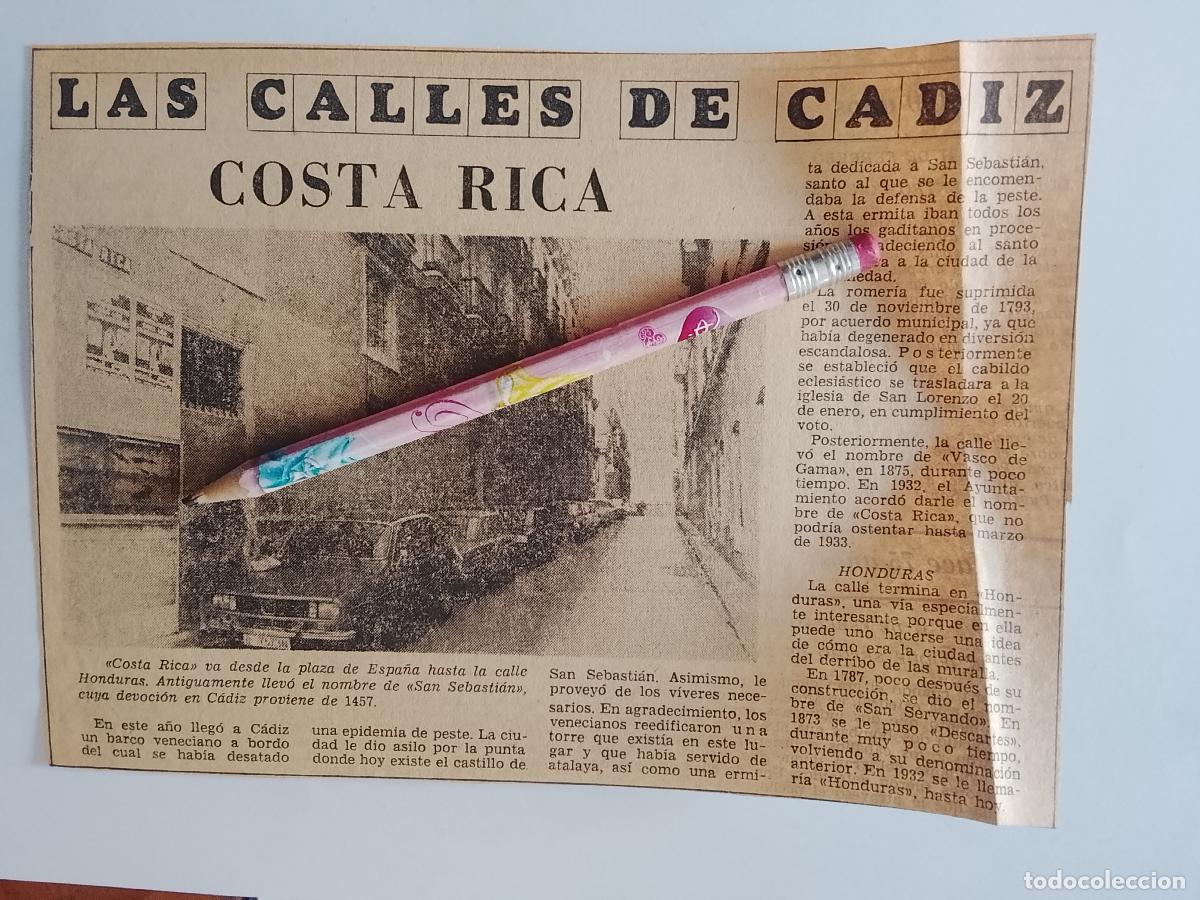 LAS CALLES DE CADIZ
COSTA RICA
RICA
«Costa Rica» va desde la plaza de España hasta la calle
Honduras. Antiguamente llevó el nombre de «San Sebastián»,
cuya devoción en Cádiz proviene de 1457.
En este año llegó a Cádiz
un barco veneciano a bordo
del cual se había desatado
una epidemia de peste. La ciu-
dad le dio asilo por la punta
donde hoy existe el castillo de
San Sebastián. Asimismo, le
proveyó de los víveres nece-
sarios. En agradecimiento, los
venecianos reedificaron una
torre que existía en este lu-
gar y que había servido de
atalaya, así como una ermi-
ta dedicada a San Sebastián,
santo al que se le encomen-
daba la defensa de la peste.
A esta ermita iban todos los
años los gaditanos en proce-
sión adeciendo al santo
a la ciudad de la
edad.
La romería fue suprimida
el 30 de noviembre de 1793,
por acuerdo municipal, ya que
había degenerado en diversión
escandalosa. Posteriormente
se estableció que el cabildo
eclesiástico se trasladara a la
iglesia de San Lorenzo el 20
de enero, en cumplimiento del
voto.
Posteriormente, la calle lle-
vó el nombre de «Vasco de
Gama», en 1875, durante poco
tiempo. En 1932, el Ayunta-
miento acordó darle el nom-
bre de «Costa Rica», que no
podría ostentar hasta marzo
de 1933.
HONDURAS
La calle termina en «Hon-
duras», una vía especialmen-
te interesante porque en ella
puede uno hacerse una idea
de cómo era la ciudad antes
del derribo de las muralla.
En 1787, poco después de su
construcción, se dio el nom-
bre de «San Servando». En
1873 se le puso «Descartes»,
durante muy poco tiempo,
volviendo a su denominación
anterior. En 1932 se le llema-
ría «Honduras», hasta hoy.
todocoleccion